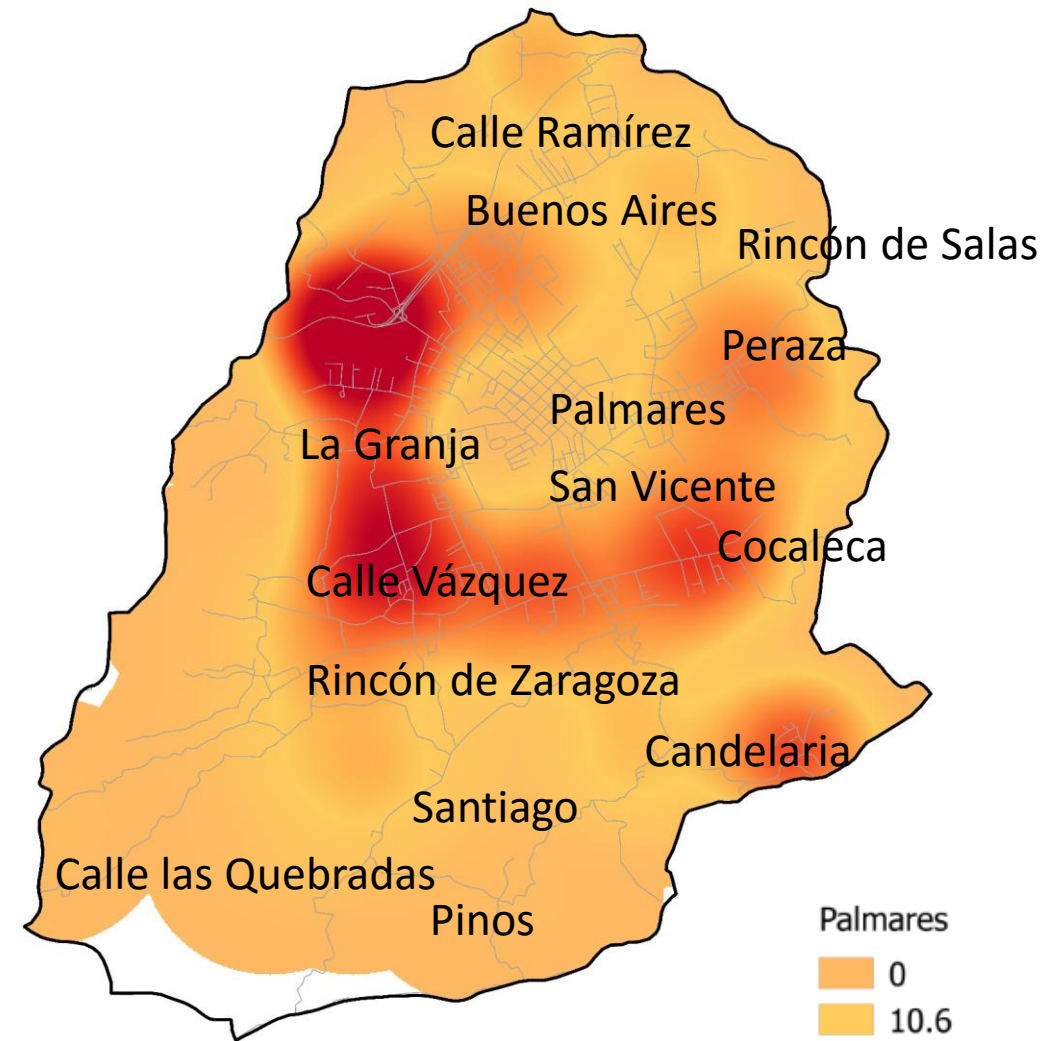 Calle Ramírez
Buenos Aires
Rincón de Salas
Peraza
Palmares
La Granja
San Vicente
Cocaleca
Calle Vázquez
Rincón de Zaragoza
Candelaria
Santiago
Calle las Quebradas
Pinos
Palmares
0
10.6